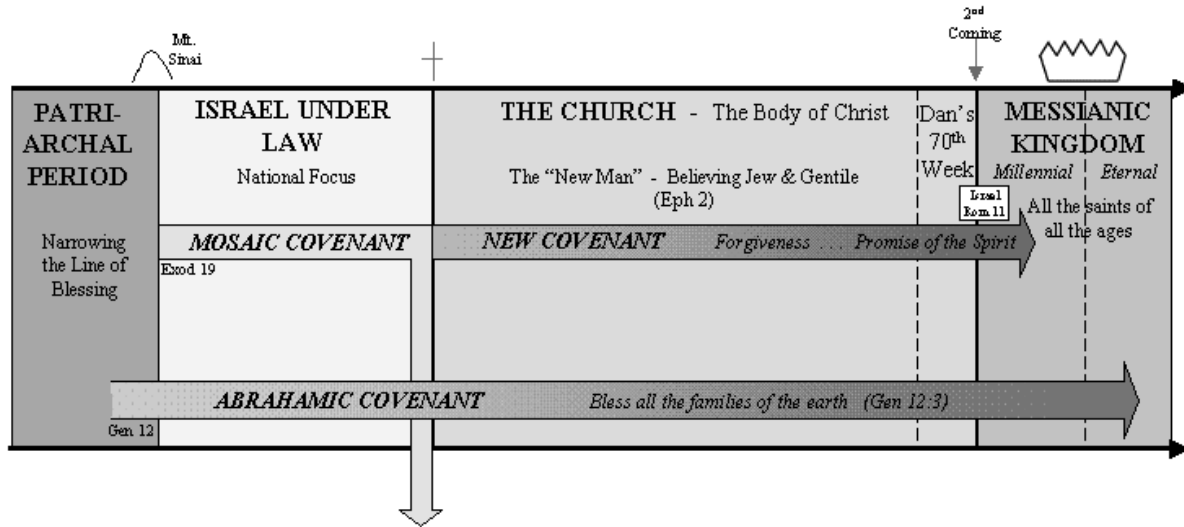 Mt.
Sinai
2nd
Coming
PATRI-
ARCHAL
PERIOD
Narrowing
the Line of
Blessing
Gen 12
ISRAEL UNDER
LAW
National Focus
MOSAIC COVENANT
Exod 19
THE CHURCH - The Body of Christ
The “New Man” - Believing Jew & Gentile
(Eph 2)
NEW COVENANT Forgiveness . . . Promise of the Spirit
Dan’s
70th
Week
Israel
Rom 11
MESSIANIC
KINGDOM
Millennial Eternal
All the saints of
all the ages
ABRAHAMIC COVENANT Bless all the families of the earth (Gen 12:3)